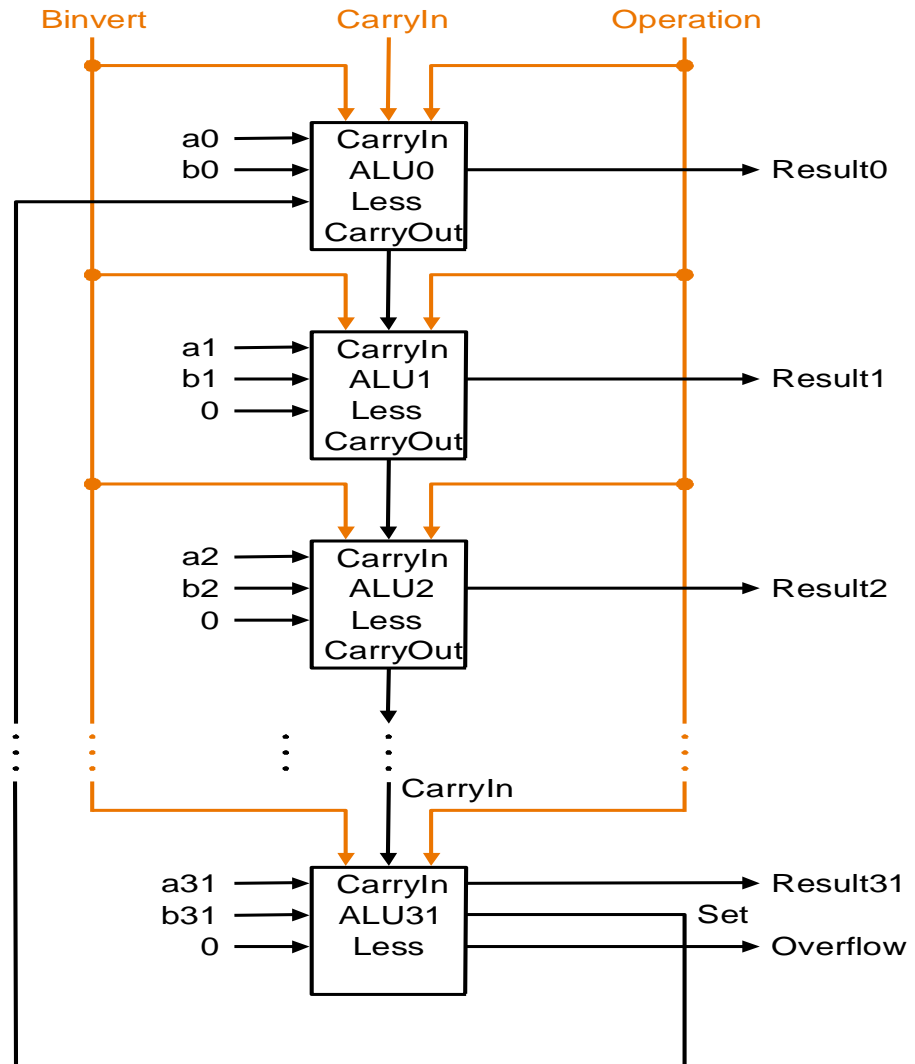 Binvert CarryIn Operation
a0 CarryIn
b0 ALU0 Result0
Less
CarryOut
a1 CarryIn
b1 ALU1 Result1
0 Less
CarryOut
a2 CarryIn
b2 ALU2 Result2
0 Less
CarryOut
CarryIn
a31 CarryIn Result31
b31 ALU31 Set
0 Less Overflow